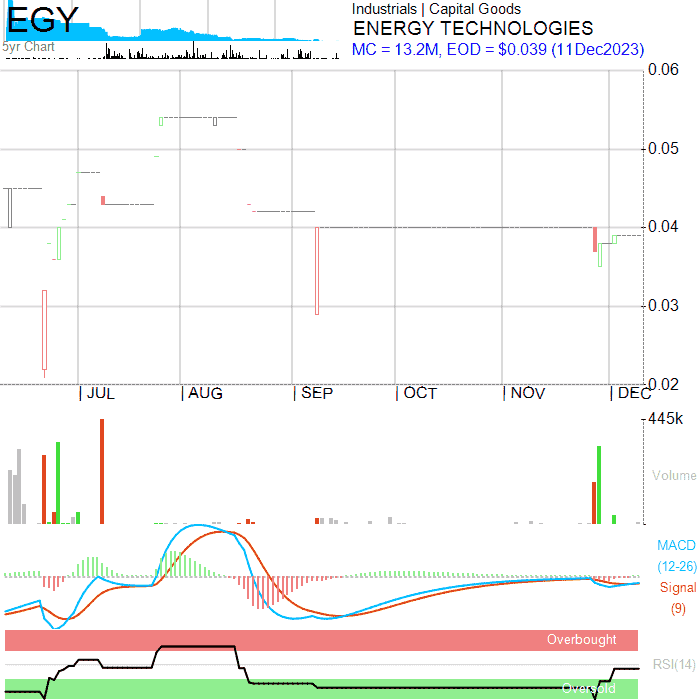 EGY
Industrials | Capital Goods
ENERGY TECHNOLOGIES
5yr Chart
MC = 13.2M, EOD = $0.039 (11Dec2023)
0.06
0.05
0.04
0.03
0.02
| JUL | AUG | SEP | OCT | NOV | DEC
445k
Volume
MACD
(12-26)
Signal
(9)
Overbought
RSI(14)
Oversold